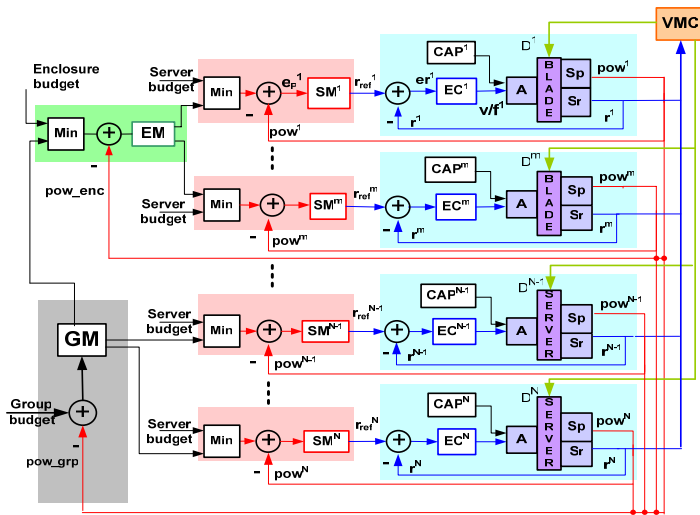 VMC
Enclosure
budget
Server
budget
Min
e_p^1
SM^1
r_ref^1
er^1
CAP^1
EC^1
v/f^1
A
D^1
BLADE
Sp
Sr
pow^1
r^1
r^1
pow^1
Min
EM
pow_enc
Server
budget
Min
SM^m
r_ref^m
CAP^m
EC^m
A
D^m
BLADE
Sp
Sr
pow^m
r^m
r^m
pow^m
GM
Group
budget
pow_grp
Server
budget
Min
SM^N-1
r_ref^N-1
CAP^N-1
EC^N-1
A
D^N-1
SERVER
Sp
Sr
pow^N-1
r^N-1
r^N-1
pow^N-1
Server
budget
Min
SM^N
r_ref^N
CAP^N
EC^N
A
D^N
SERVER
Sp
Sr
pow^N
r^N
r^N
pow^N